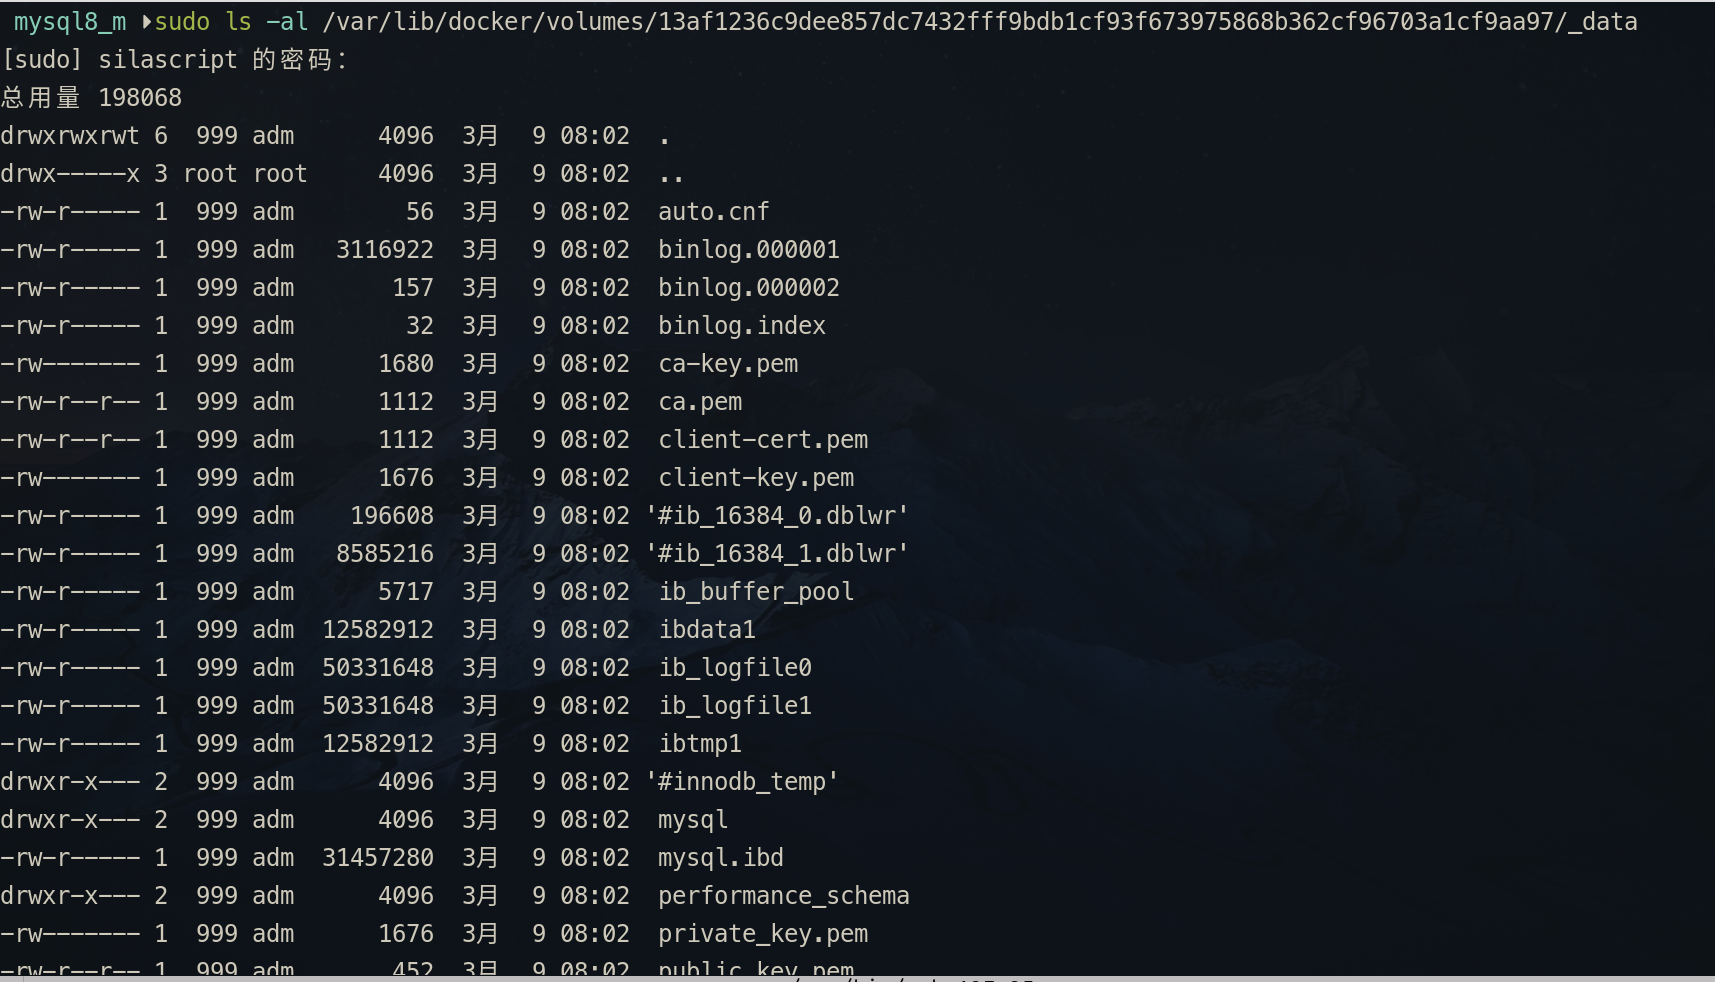 mysql8_m sudo ls -al /var/lib/docker/volumes/13af1236c9dee857dc7432fff9bdb1cf93f673975868b362cf96703a1cf9aa97/_data
[sudo] silascript 的密码：
总用量 198068
drwxrwxrwt 6 999 adm 4096 3月 9 08:02 .
drwx-----x 3 root root 4096 3月 9 08:02 ..
-rw-r----- 1 999 adm 56 3月 9 08:02 auto.cnf
-rw-r----- 1 999 adm 3116922 3月 9 08:02 binlog.000001
-rw-r----- 1 999 adm 157 3月 9 08:02 binlog.000002
-rw-r----- 1 999 adm 32 3月 9 08:02 binlog.index
-rw------- 1 999 adm 1680 3月 9 08:02 ca-key.pem
-rw-r--r-- 1 999 adm 1112 3月 9 08:02 ca.pem
-rw-r--r-- 1 999 adm 1112 3月 9 08:02 client-cert.pem
-rw------- 1 999 adm 1676 3月 9 08:02 client-key.pem
-rw-r----- 1 999 adm 196608 3月 9 08:02 '#ib_16384_0.dblwr'
-rw-r----- 1 999 adm 8585216 3月 9 08:02 '#ib_16384_1.dblwr'
-rw-r----- 1 999 adm 5717 3月 9 08:02 ib_buffer_pool
-rw-r----- 1 999 adm 12582912 3月 9 08:02 ibdata1
-rw-r----- 1 999 adm 50331648 3月 9 08:02 ib_logfile0
-rw-r----- 1 999 adm 50331648 3月 9 08:02 ib_logfile1
-rw-r----- 1 999 adm 12582912 3月 9 08:02 ibtmp1
drwxr-x--- 2 999 adm 4096 3月 9 08:02 '#innodb_temp'
drwxr-x--- 2 999 adm 4096 3月 9 08:02 mysql
-rw-r----- 1 999 adm 31457280 3月 9 08:02 mysql.ibd
drwxr-x--- 2 999 adm 4096 3月 9 08:02 performance_schema
-rw------- 1 999 adm 1676 3月 9 08:02 private_key.pem
-rw-r--r-- 1 999 adm 452 3月 9 08:02 public_key.pem